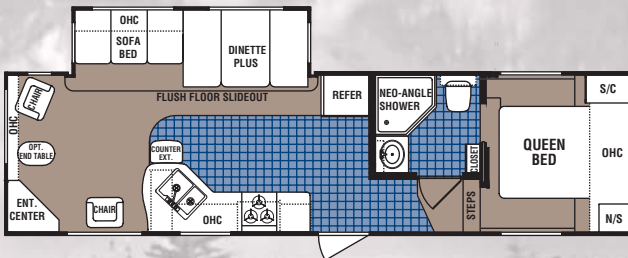 OHC
SOFA
BED
DINETTE
PLUS
FLUSH FLOOR SLIDEOUT
REFER
NEO-ANGLE
SHOWER
S/C
CHAIR
OHC
OPT.
END TABLE
COUNTER
EXT.
ENT.
CENTER
CHAIR
OHC
CLOSET
STEPS
QUEEN
BED
OHC
N/S